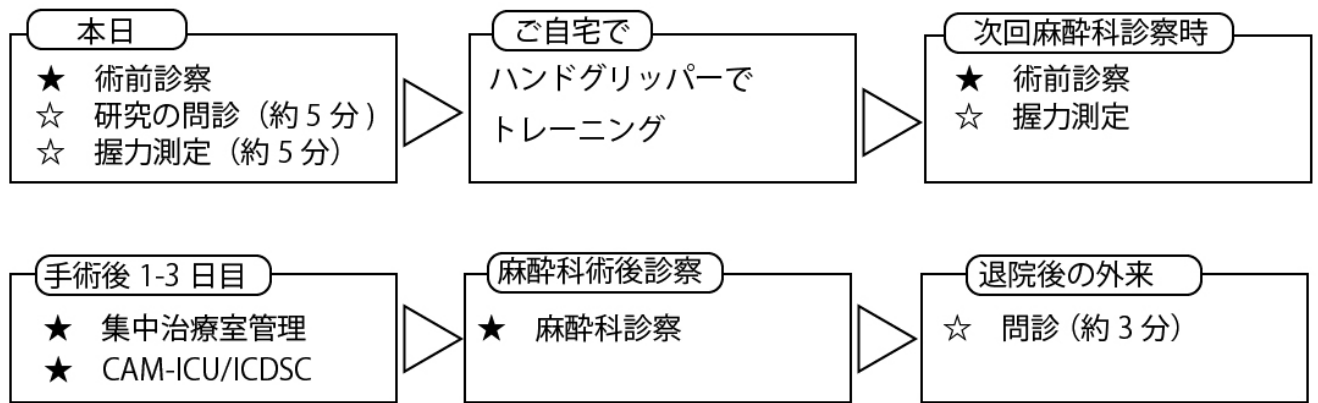 本日
★ 術前診察
☆ 研究の問診（約5分)
☆ 握力測定（約5分）
ご自宅で
ハンドグリッパーで
トレーニング
次回麻酔科診察時
★ 術前診察
☆ 握力測定
手術後 1-3 日目
★ 集中治療室管理
★ CAM-ICU/ICDSC
麻酔科術後診察
★ 麻酔科診察
退院後の外来
☆ 問診（約3分）